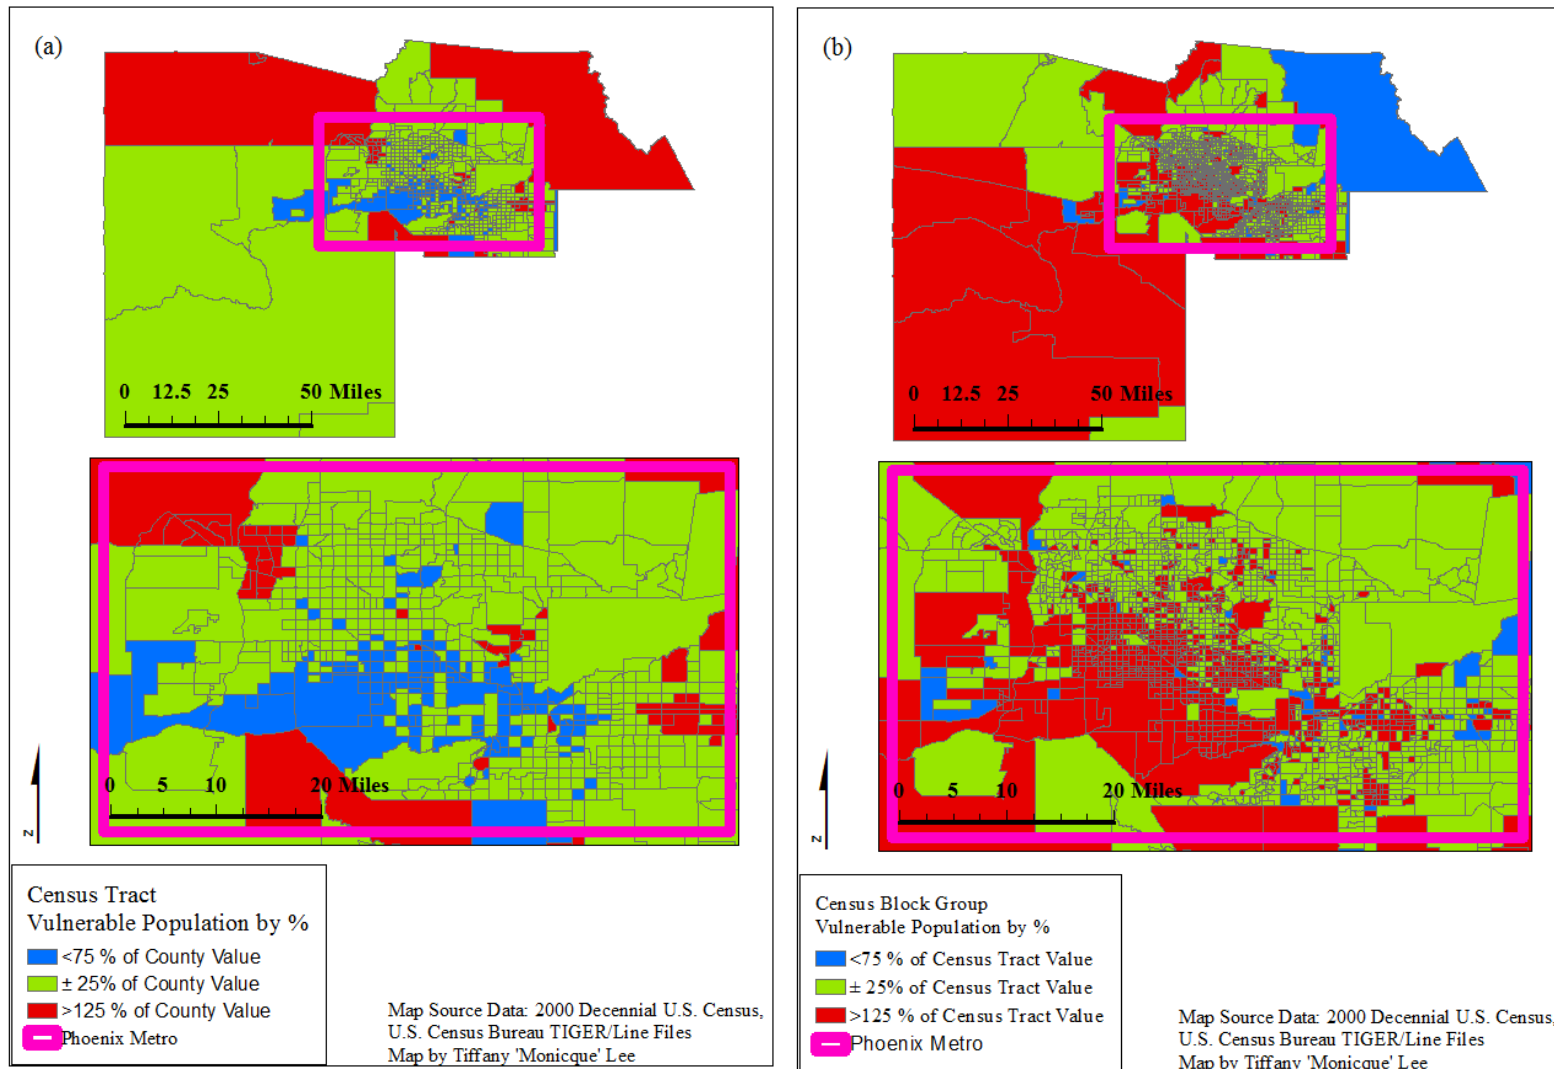 (a)
0 12.5 25 50 Miles
0 5 10 20 Miles
z
Census Tract
Vulnerable Population by %
<75 % of County Value
± 25% of County Value
>125 % of County Value
Phoenix Metro
Map Source Data: 2000 Decennial U.S. Census,
U.S. Census Bureau TIGER/Line Files
Map by Tiffany 'Monicque' Lee
(b)
0 12.5 25 50 Miles
0 5 10 20 Miles
z
Census Block Group
Vulnerable Population by %
<75 % of Census Tract Value
± 25% of Census Tract Value
>125 % of Census Tract Value
Phoenix Metro
Map Source Data: 2000 Decennial U.S. Census,
U.S. Census Bureau TIGER/Line Files
Map by Tiffany 'Monicque' Lee